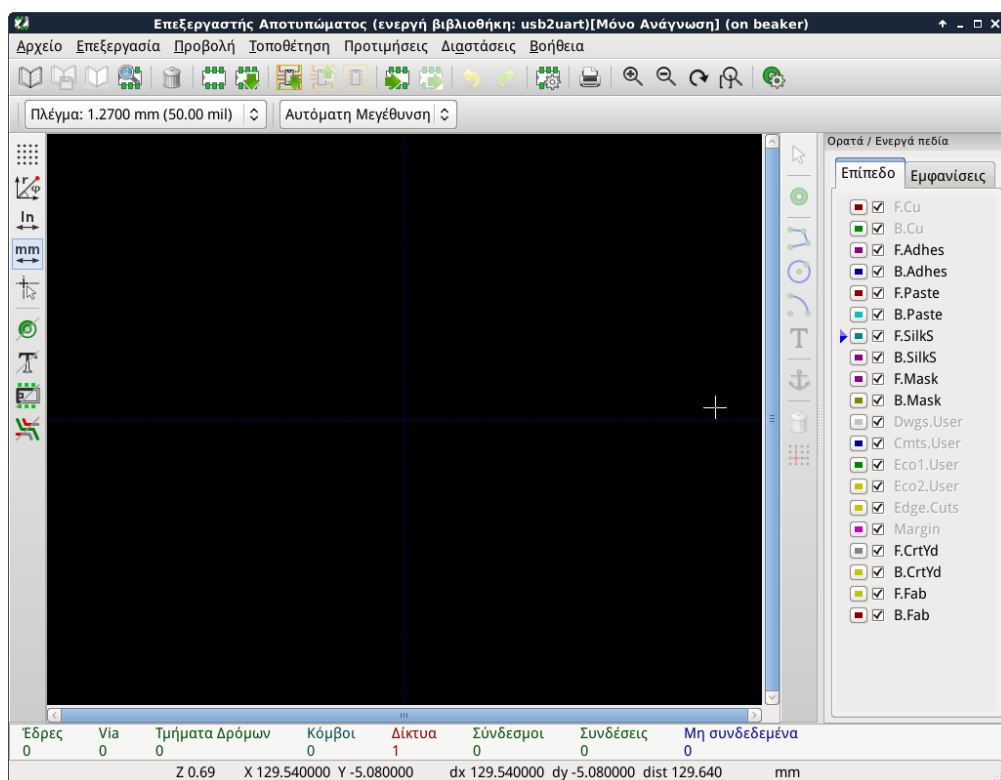 Επεξεργαστής Αποτυπώματος (ενεργή βιβλιοθήκη: usb2uart)[Μόνο Ανάγνωση] (on beaker)
Αρχείο Επεξεργασία Προβολή Τοποθέτηση Προτιμήσεις Διαστάσεις Βοήθεια
Πλέγμα: 1.2700 mm (50.00 mil) Αυτόματη Μεγέθυνση
In
mm
Ορατά / Ενεργά πεδία
Επίπεδο Εμφανίσεις
F.Cu
B.Cu
F.Adhes
B.Adhes
F.Paste
B.Paste
F.SilkS
B.SilkS
F.Mask
B.Mask
Dwgs.User
Cmts.User
Eco1.User
Eco2.User
Edge.Cuts
Margin
F.CrtYd
B.CrtYd
F.Fab
B.Fab
Έδρες Via Τμήματα Δρόμων Κόμβοι Δίκτυα Σύνδεσμοι Συνδέσεις Μη συνδεδεμένα
0 0 0 0 1 0 0 0
Z 0.69 X 129.540000 Y -5.080000 dx 129.540000 dy -5.080000 dist 129.640 mm